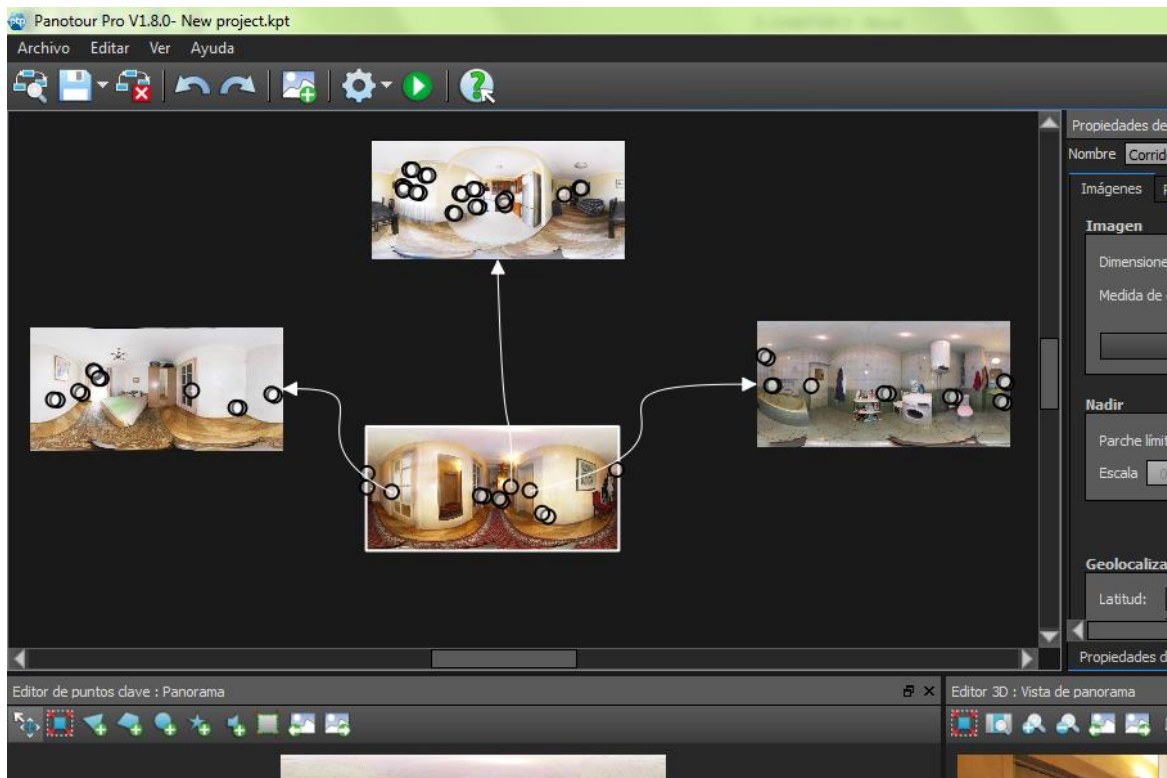 ptp Panotour Pro V1.8.0- New project.kpt
Archivo Editar Ver Ayuda
Propiedades de
Nombre Corrid
Imágenes
Imagen
Dimensione
Medida de
Nadir
Parche límit
Escala 0
Geolocaliza
Latitud:
Propiedades d
Editor de puntos clave : Panorama
Editor 3D : Vista de panorama